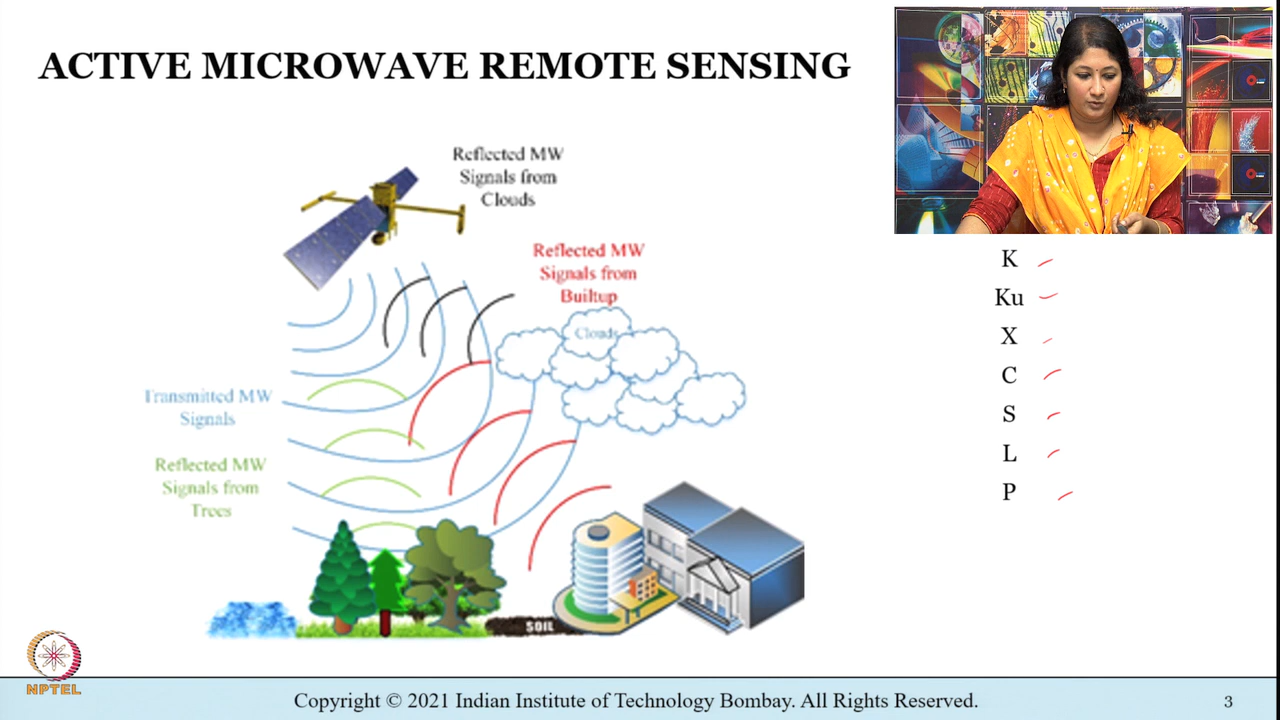 ACTIVE MICROWAVE REMOTE SENSING
Reflected MW
Signals from
Clouds
Reflected MW
Signals from
Builtup
Clouds
Transmitted MW
Signals
Reflected MW
Signals from
Trees
SOIL
K
Ku
X
C
S
L
P
NPTEL
Copyright © 2021 Indian Institute of Technology Bombay. All Rights Reserved.
3